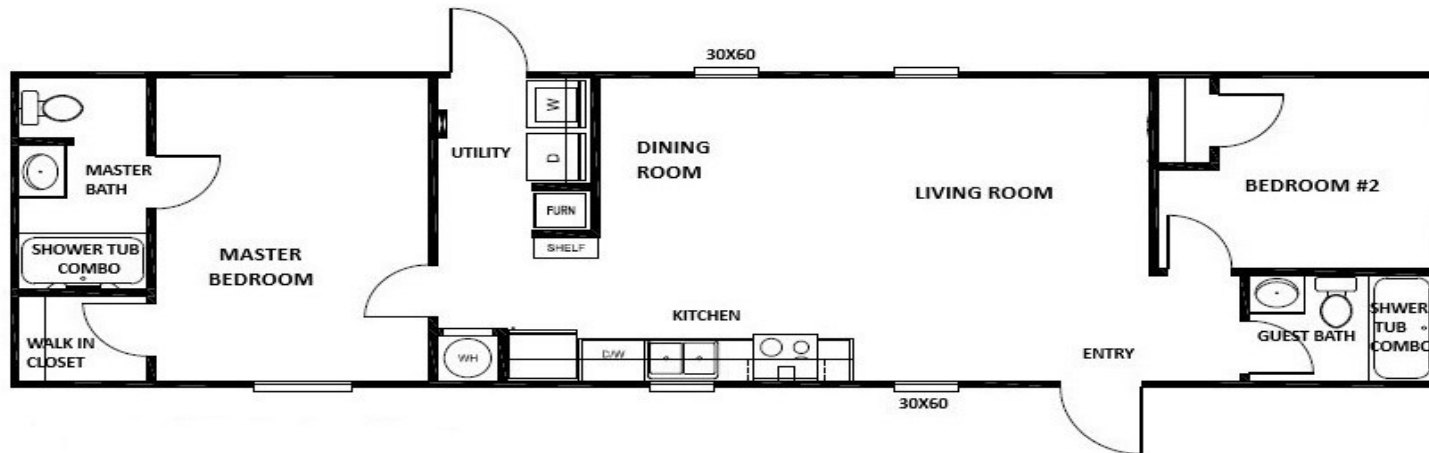 30X60
W
UTILITY
D
DINING
ROOM
MASTER
BATH
LIVING ROOM
BEDROOM #2
FURN
SHELF
SHOWER TUB
COMBO
MASTER
BEDROOM
KITCHEN
WALK IN
CLOSET
WH
D/W
ENTRY
GUEST BATH
SHWER
TUB
COMBO
30X60